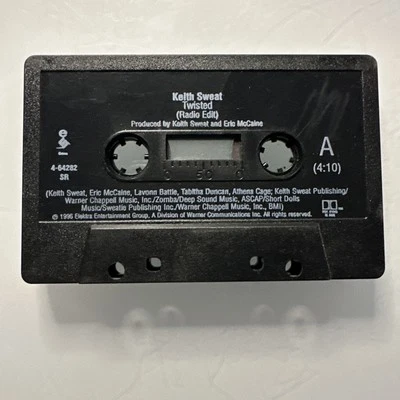 Keith Sweat
Twisted
(Radio Edit)
Produced by Keith Sweat and Eric McCaine
A
(4:10)
4-64282
SR
50
(Keith Sweat, Eric McCaine, Lavonn Battle, Tabitha Duncan, Athena Cage; Keith Sweat Publishing/
Warner Chappell Music, Inc./Zomba/Deep Sound Music, ASCAP/Short Dolls
Music/Sweatie Publishing Inc./Warner Chappell Music, Inc., BMI)
© 1996 Elektra Entertainment Group, A Division of Warner Communications Inc. All rights reserved.